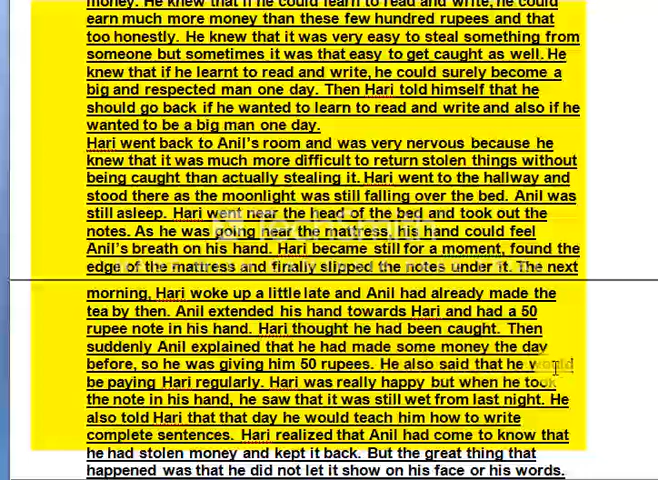 money. He knew that if he could learn to read and write, he could
earn much more money than these few hundred rupees and that
too honestly. He knew that it was very easy to steal something from
someone but sometimes it was that easy to get caught as well. He
knew that if he learnt to read and write, he could surely become a
big and respected man one day. Then Hari told himself that he
should go back if he wanted to learn to read and write and also if he
wanted to be a big man one day.
Hari went back to Anil's room and was very nervous because he
knew that it was much more difficult to return stolen things without
being caught than actually stealing it. Hari went to the hallway and
stood there as the moonlight was still falling over the bed. Anil was
still asleep. Hari went near the head of the bed and took out the
notes. As he was going near the mattress, his hand could feel
Anil's breath on his hand. Hari became still for a moment, found the
edge of the mattress and finally slipped the notes under it. The next
morning, Hari woke up a little late and Anil had already made the
tea by then. Anil extended his hand towards Hari and had a 50
rupee note in his hand. Hari thought he had been caught. Then
suddenly Anil explained that he had made some money the day
before, so he was giving him 50 rupees. He also said that he would
be paying Hari regularly. Hari was really happy but when he took
the note in his hand, he saw that it was still wet from last night. He
also told Hari that that day he would teach him how to write
complete sentences. Hari realized that Anil had come to know that
he had stolen money and kept it back. But the great thing that
happened was that he did not let it show on his face or his words.